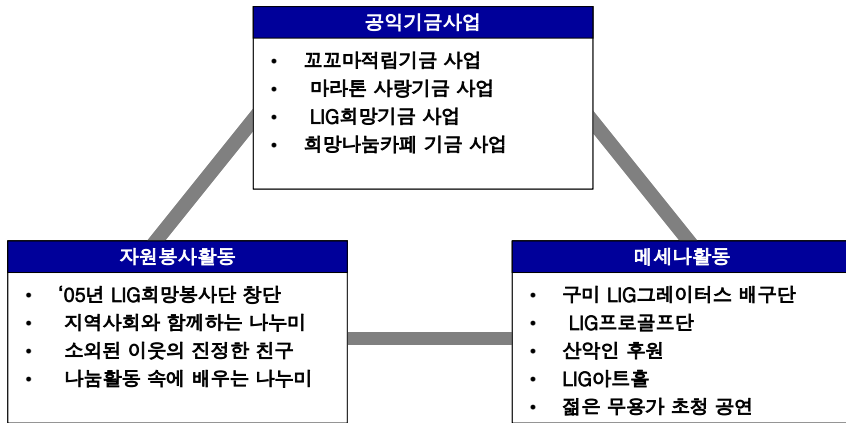 공익기금사업
• 꼬꼬마적립기금 사업
• 마라톤 사랑기금 사업
• LIG희망기금 사업
• 희망나눔카페 기금 사업
자원봉사활동
• ‘05년 LIG희망봉사단 창단
• 지역사회와 함께하는 나누미
• 소외된 이웃의 진정한 친구
• 나눔활동 속에 배우는 나누미
메세나활동
• 구미 LIG그레이터스 배구단
• LIG프로골프단
• 산악인 후원
• LIG아트홀
• 젊은 무용가 초청 공연